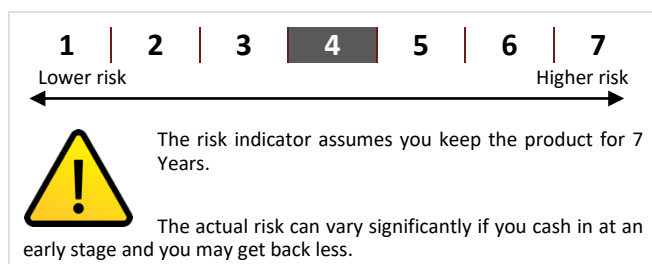 1 2 3 4 5 6 7
Lower risk Higher risk
The risk indicator assumes you keep the product for 7
Years.
The actual risk can vary significantly if you cash in at an
early stage and you may get back less.